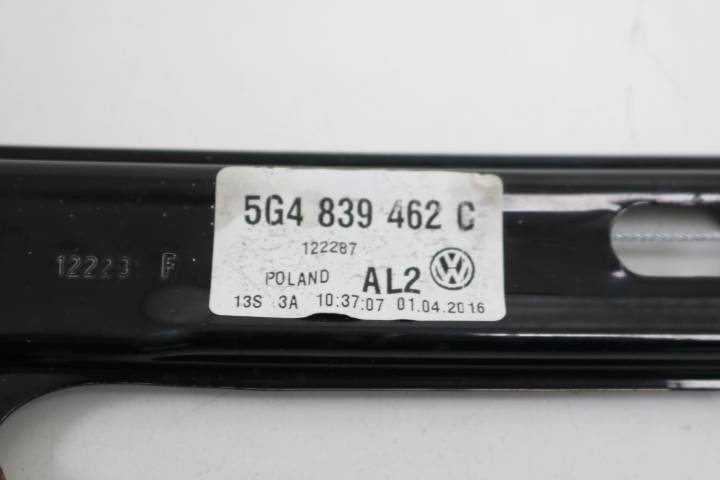 5G4 839 462 C
122287
POLAND AL2
13S 3A 10:37:07 01.04.2016
12223 F